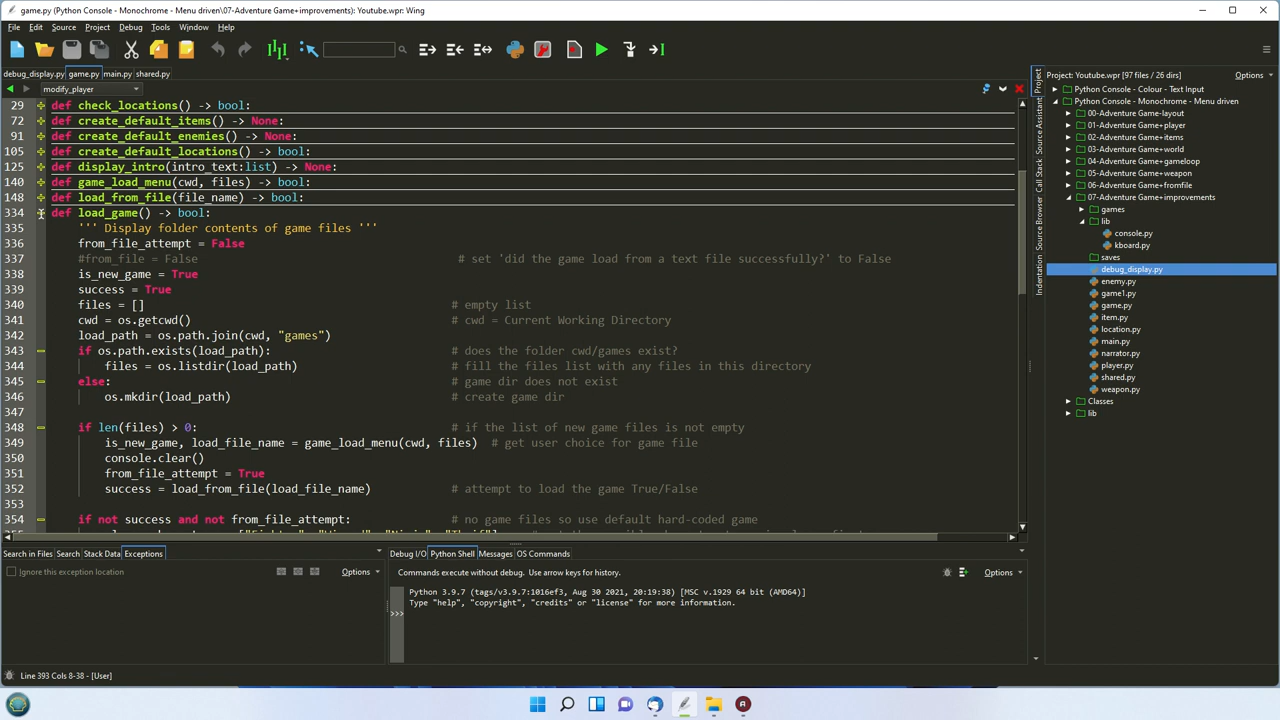 game.py (Python Console - Monochrome - Menu driven\07-Adventure Game+improvements): Youtube.wpr: Wing
File Edit Source Project Debug Tools Window Help
debug_display.py game.py main.py shared.py
modify_player
29 def check_locations() -> bool:
72 def create_default_items() -> None:
91 def create_default_enemies() -> None:
105 def create_default_locations() -> bool:
125 def display_intro(intro_text:list) -> None:
140 def game_load_menu(cwd, files) -> bool:
148 def load_from_file(file_name) -> bool:
334 def load_game() -> bool:
335 ''' Display folder contents of game files '''
336 from_file_attempt = False
337 #from_file = False # set 'did the game load from a text file successfully?' to False
338 is_new_game = True
339 success = True
340 files = [] # empty list
341 cwd = os.getcwd() # cwd = Current Working Directory
342 load_path = os.path.join(cwd, "games")
343 if os.path.exists(load_path): # does the folder cwd/games exist?
344 files = os.listdir(load_path) # fill the files list with any files in this directory
345 else: # game dir does not exist
346 os.mkdir(load_path) # create game dir
347
348 if len(files) > 0: # if the list of new game files is not empty
349 is_new_game, load_file_name = game_load_menu(cwd, files) # get user choice for game file
350 console.clear()
351 from_file_attempt = True
352 success = load_from_file(load_file_name) # attempt to load the game True/False
353
354 if not success and not from_file_attempt: # no game files so use default hard-coded game
Project
Source Assistant
Call Stack
Source Browser
Indentation
Project: Youtube.wpr [97 files / 26 dirs] Options
Python Console - Colour - Text Input
Python Console - Monochrome - Menu driven
00-Adventure Game-layout
01-Adventure Game+player
02-Adventure Game+items
03-Adventure Game+world
04-Adventure Game+gameloop
05-Adventure Game+weapon
06-Adventure Game+fromfile
07-Adventure Game+improvements
games
lib
console.py
kboard.py
saves
debug_display.py
enemy.py
game1.py
game.py
item.py
location.py
main.py
narrator.py
player.py
shared.py
weapon.py
Classes
lib
Search in Files Search Stack Data Exceptions
Ignore this exception location Options
Debug I/O Python Shell Messages OS Commands
Commands execute without debug. Use arrow keys for history. Options
Python 3.9.7 (tags/v3.9.7:1016ef3, Aug 30 2021, 20:19:38) [MSC v.1929 64 bit (AMD64)]
Type "help", "copyright", "credits" or "license" for more information.
>>>
Line 393 Cols 8-38 - [User]